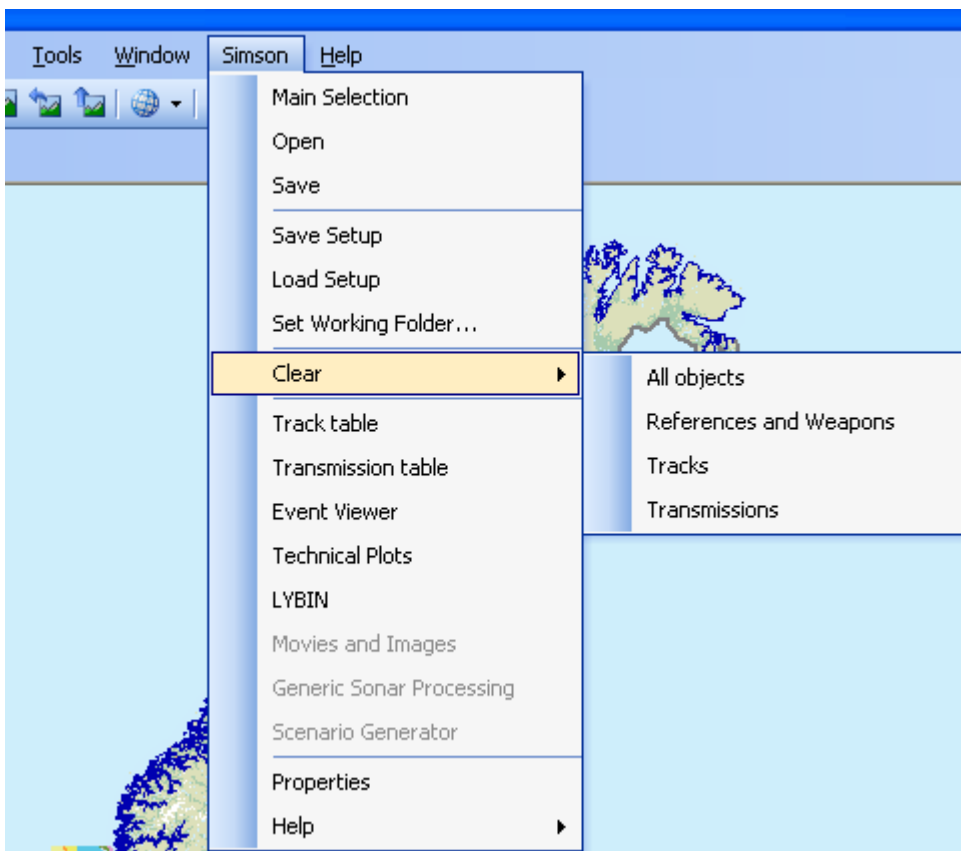 Tools Window Simson Help
Main Selection
Open
Save
Save Setup
Load Setup
Set Working Folder...
Clear
All objects
References and Weapons
Tracks
Transmissions
Track table
Transmission table
Event Viewer
Technical Plots
LYBIN
Movies and Images
Generic Sonar Processing
Scenario Generator
Properties
Help